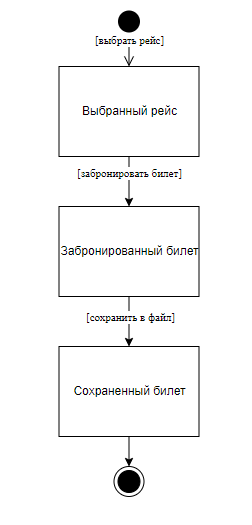 [выбрать рейс]
Выбранный рейс
[забронировать билет]
Забронированный билет
[сохранить в файл]
Сохраненный билет